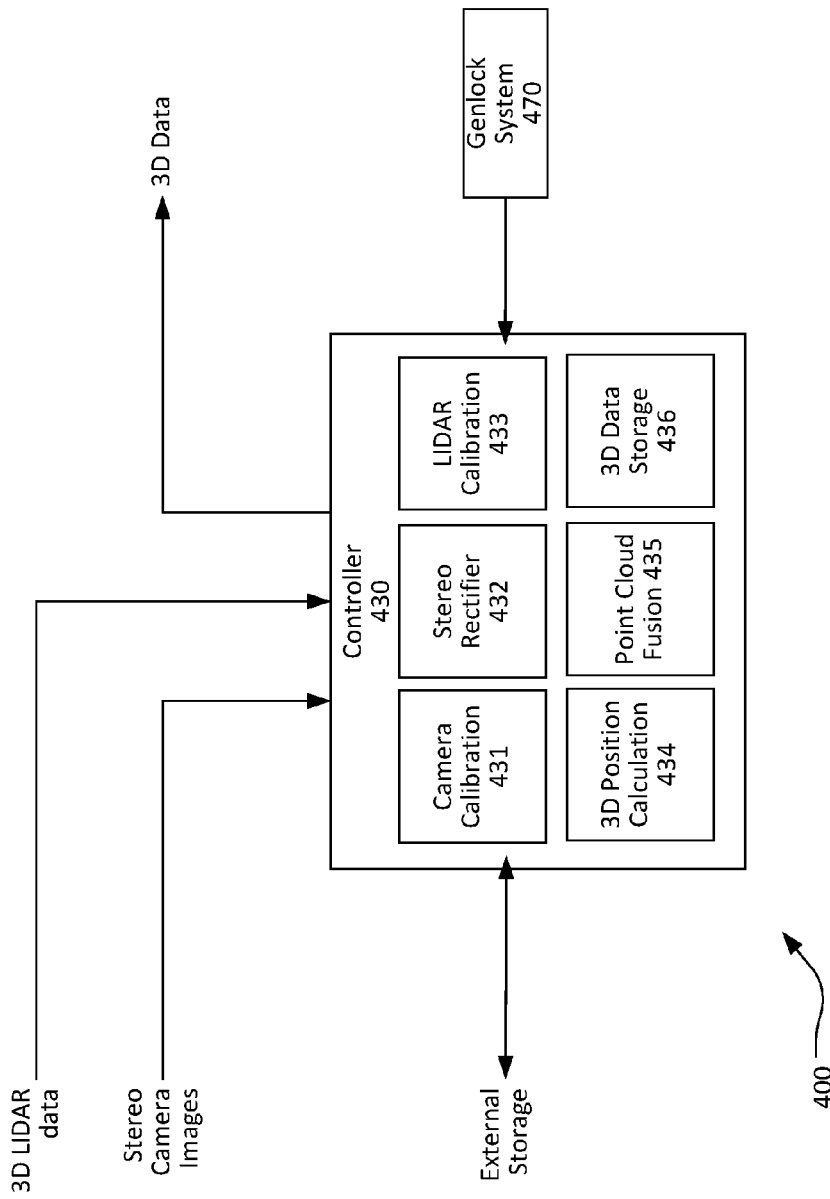 3D LIDAR
data
Stereo
Camera
Images
3D Data
External
Storage
Controller
430
Camera
Calibration
431
Stereo
Rectifier
432
LIDAR
Calibration
433
3D Position
Calculation
434
Point Cloud
Fusion 435
3D Data
Storage
436
Genlock
System
470
400